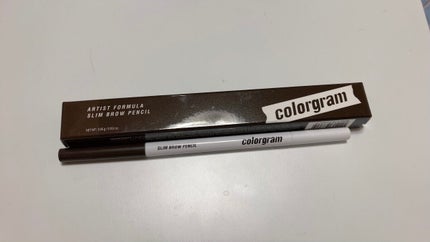 ARTIST FORMULA
SLIM BROW PENCIL
colorgram
SLIM BROW PENCIL
colorgram